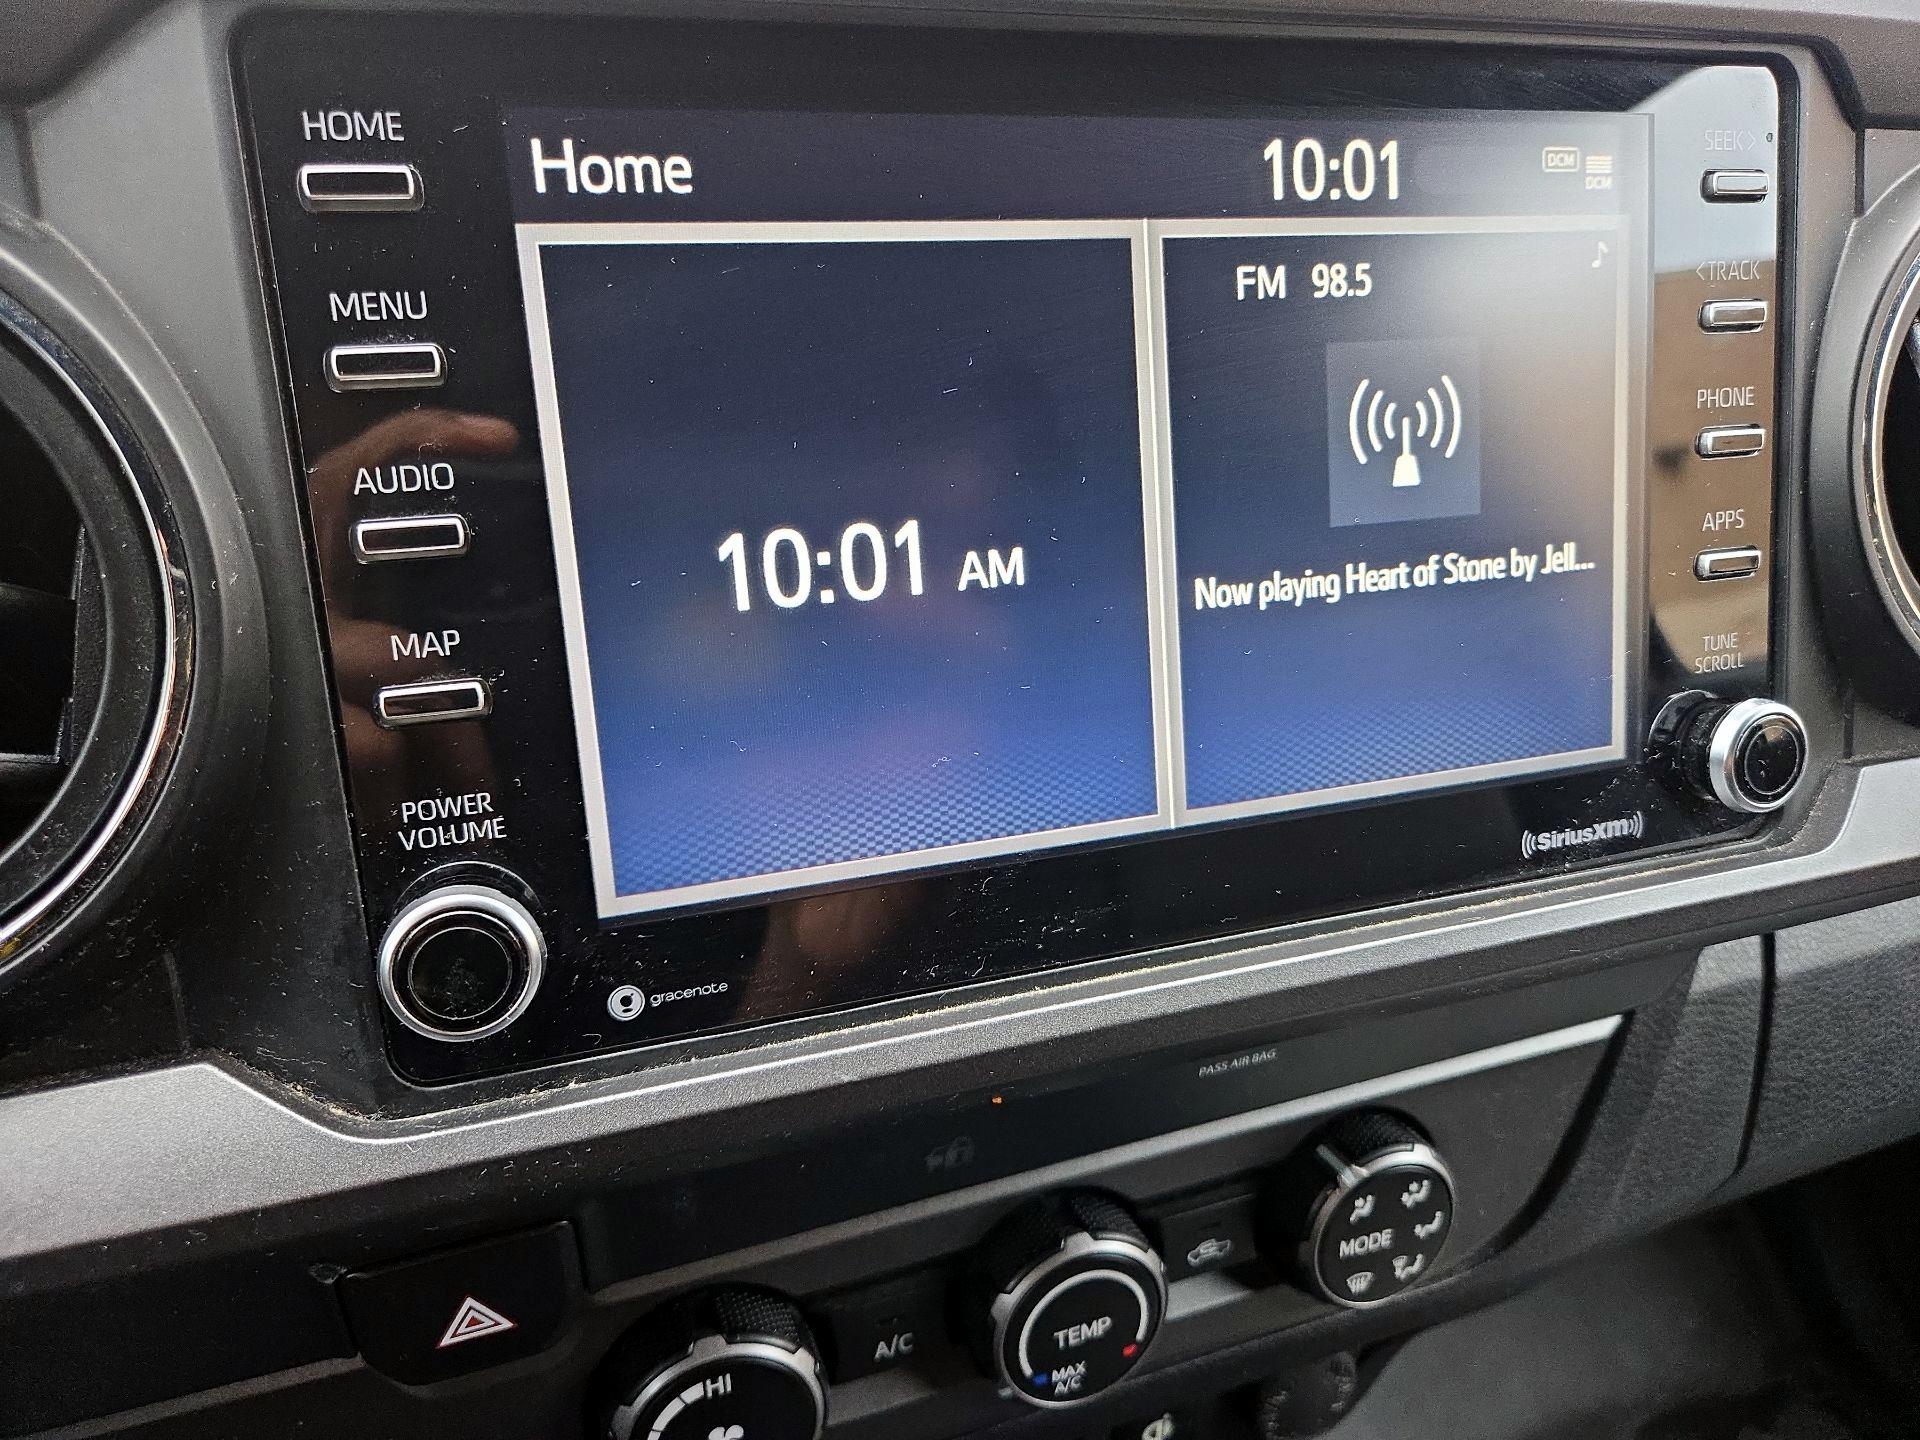 HOME
Home
10:01
DCM
DCM
SEEK>
MENU
FM 98.5
<TRACK
AUDIO
PHONE
10:01 AM
Now playing Heart of Stone by Jell...
APPS
MAP
TUNE
SCROLL
POWER
VOLUME
((SiriusXM))
gracenote
PASS AIR BAG
MODE
A/C
TEMP
MAX
A/C
HI